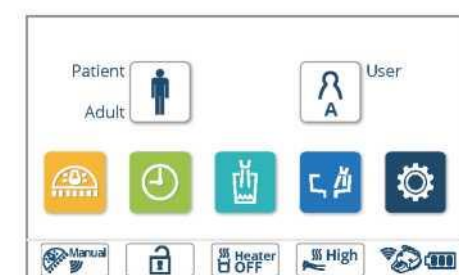 Patient
User
Adult
A
Manual
Heater
OFF
High